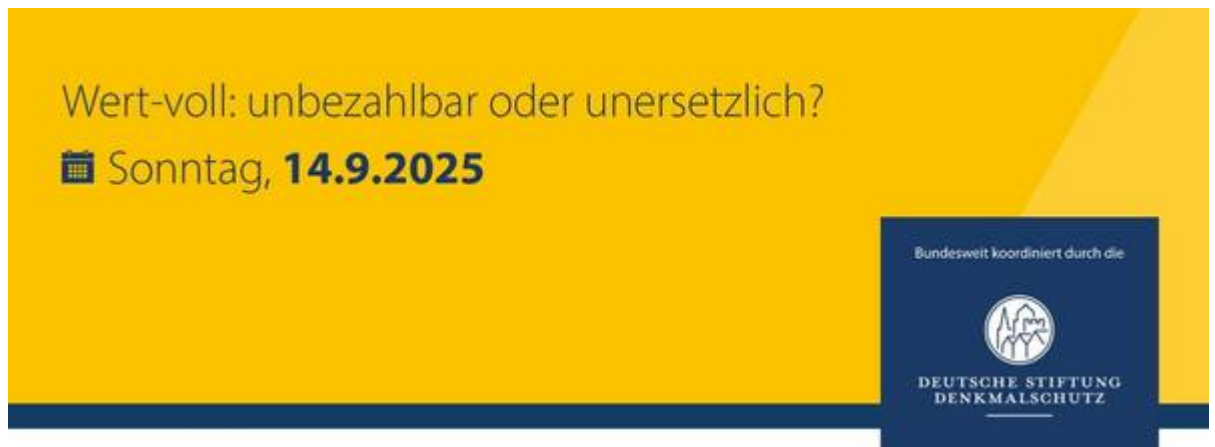 Wert-voll: unbezahlbar oder unersetzlich?
Sonntag, 14.9.2025
Bundesweit koordiniert durch die
DEUTSCHE STIFTUNG
DENKMALSCHUTZ